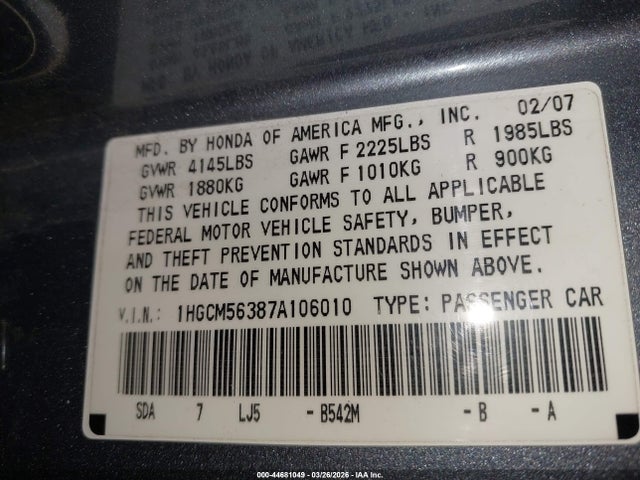 MFD. BY HONDA OF AMERICA MFG., INC. 02/07
GVWR 4145LBS GAWR F 2225LBS R 1985LBS
GVWR 1880KG GAWR F 1010KG R 900KG
THIS VEHICLE CONFORMS TO ALL APPLICABLE
FEDERAL MOTOR VEHICLE SAFETY, BUMPER,
AND THEFT PREVENTION STANDARDS IN EFFECT
ON THE DATE OF MANUFACTURE SHOWN ABOVE.
V.I.N.: 1HGCM56387A106010 TYPE: PASSENGER CAR
SDA 7 LJ5 - B542M - B - A
000-44681049 - 03/26/2026 - IAA Inc.